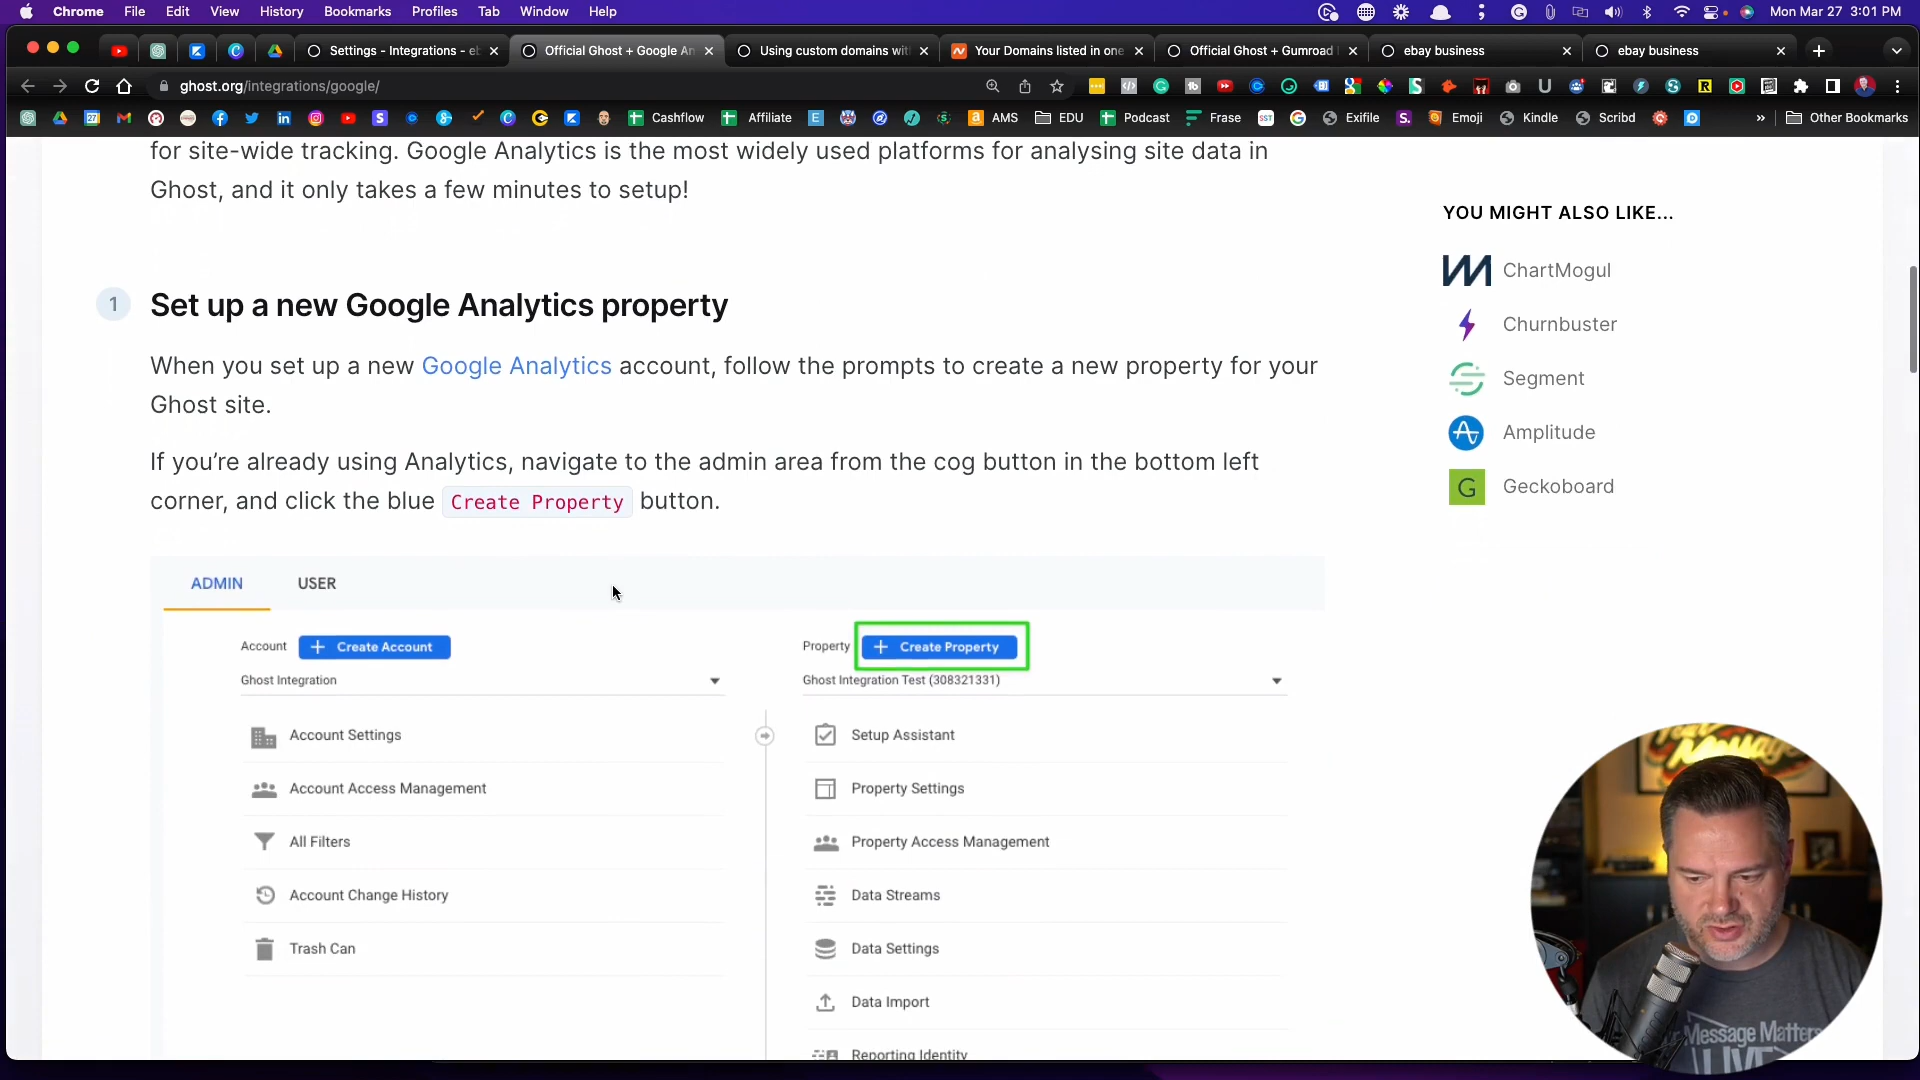 Chrome File Edit View History Bookmarks Profiles Tab Window Help Mon Mar 27 3:01 PM
Settings - Integrations - e Official Ghost + Google An Using custom domains wit Your Domains listed in one Official Ghost + Gumroad ebay business ebay business
ghost.org/integrations/google/
Cashflow Affiliate AMS EDU Podcast Frase Exifile Emoji Kindle Scribd » Other Bookmarks
for site-wide tracking. Google Analytics is the most widely used platforms for analysing site data in
Ghost, and it only takes a few minutes to setup!
1 Set up a new Google Analytics property
When you set up a new Google Analytics account, follow the prompts to create a new property for your
Ghost site.
If you’re already using Analytics, navigate to the admin area from the cog button in the bottom left
corner, and click the blue Create Property button.
ADMIN USER
Account + Create Account
Ghost Integration
Account Settings
Account Access Management
All Filters
Account Change History
Trash Can
Property + Create Property
Ghost Integration Test (308321331)
Setup Assistant
Property Settings
Property Access Management
Data Streams
Data Settings
Data Import
Reporting Identity
YOU MIGHT ALSO LIKE...
ChartMogul
Churnbuster
Segment
Amplitude
G Geckoboard
Message
Message Matters
LIVE